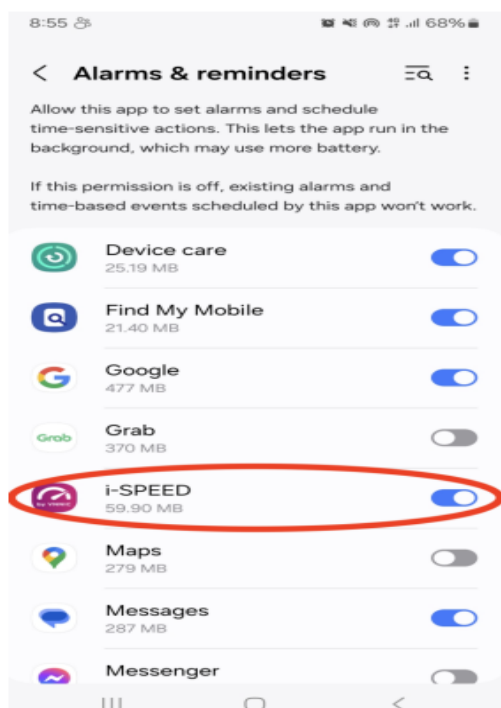 8:55
68%
Alarms & reminders
Allow this app to set alarms and schedule
time-sensitive actions. This lets the app run in the
background, which may use more battery.
If this permission is off, existing alarms and
time-based events scheduled by this app won't work.
Device care
25.19 MB
Find My Mobile
21.40 MB
Google
477 MB
Grab
Grab
370 MB
i-SPEED
by VNNIC
59.90 MB
Maps
279 MB
Messages
287 MB
Messenger